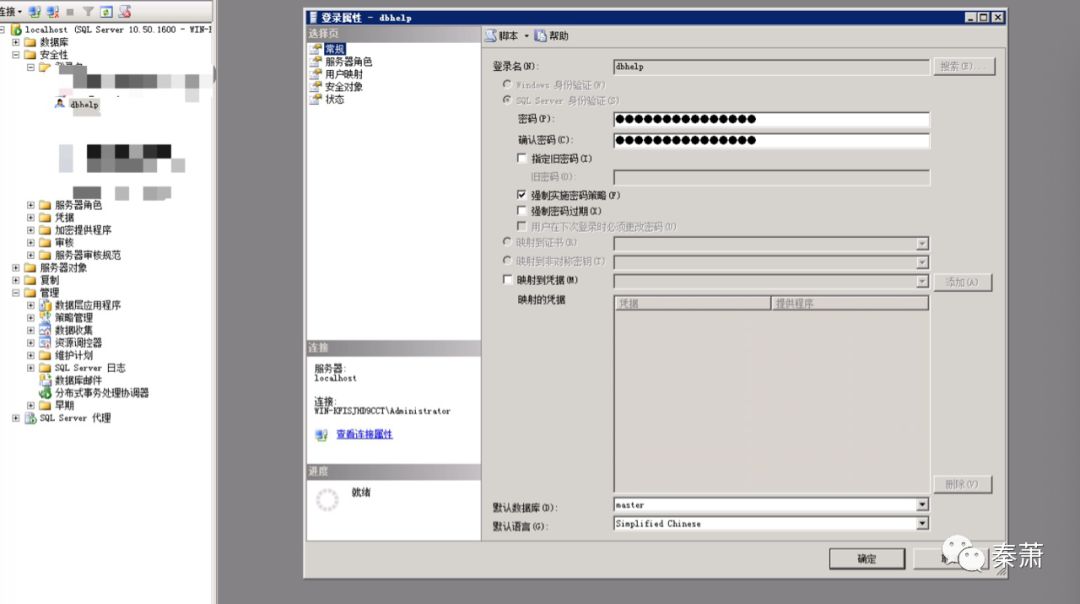 连接
localhost (SQL Server 10.50.1600 - WIN-K
数据库
安全性
dbhelp
服务器角色
凭据
加密提供程序
审核
服务器审核规范
服务器对象
复制
管理
数据层应用程序
策略管理
数据收集
资源调控器
维护计划
SQL Server 日志
数据库邮件
分布式事务处理协调器
早期
SQL Server 代理
登录属性 - dbhelp
选择页
常规
服务器角色
用户映射
安全对象
状态
连接
服务器:
localhost
连接:
WIN-KFISJHD9CCT\Administrator
查看连接属性
进度
就绪
脚本
帮助
登录名(N):
dbhelp
搜索(E)...
Windows 身份验证(W)
SQL Server 身份验证(S)
密码(P):
●●●●●●●●●●●●●●●
确认密码(C):
●●●●●●●●●●●●●●●
指定旧密码(I)
旧密码(O):
强制实施密码策略(F)
强制密码过期(X)
用户在下次登录时必须更改密码(U)
映射到证书(R)
映射到非对称密钥(T)
映射到凭据(M)
添加(A)
映射的凭据
凭据
提供程序
删除(V)
默认数据库(D):
master
默认语言(G):
Simplified Chinese
确定
秦萧